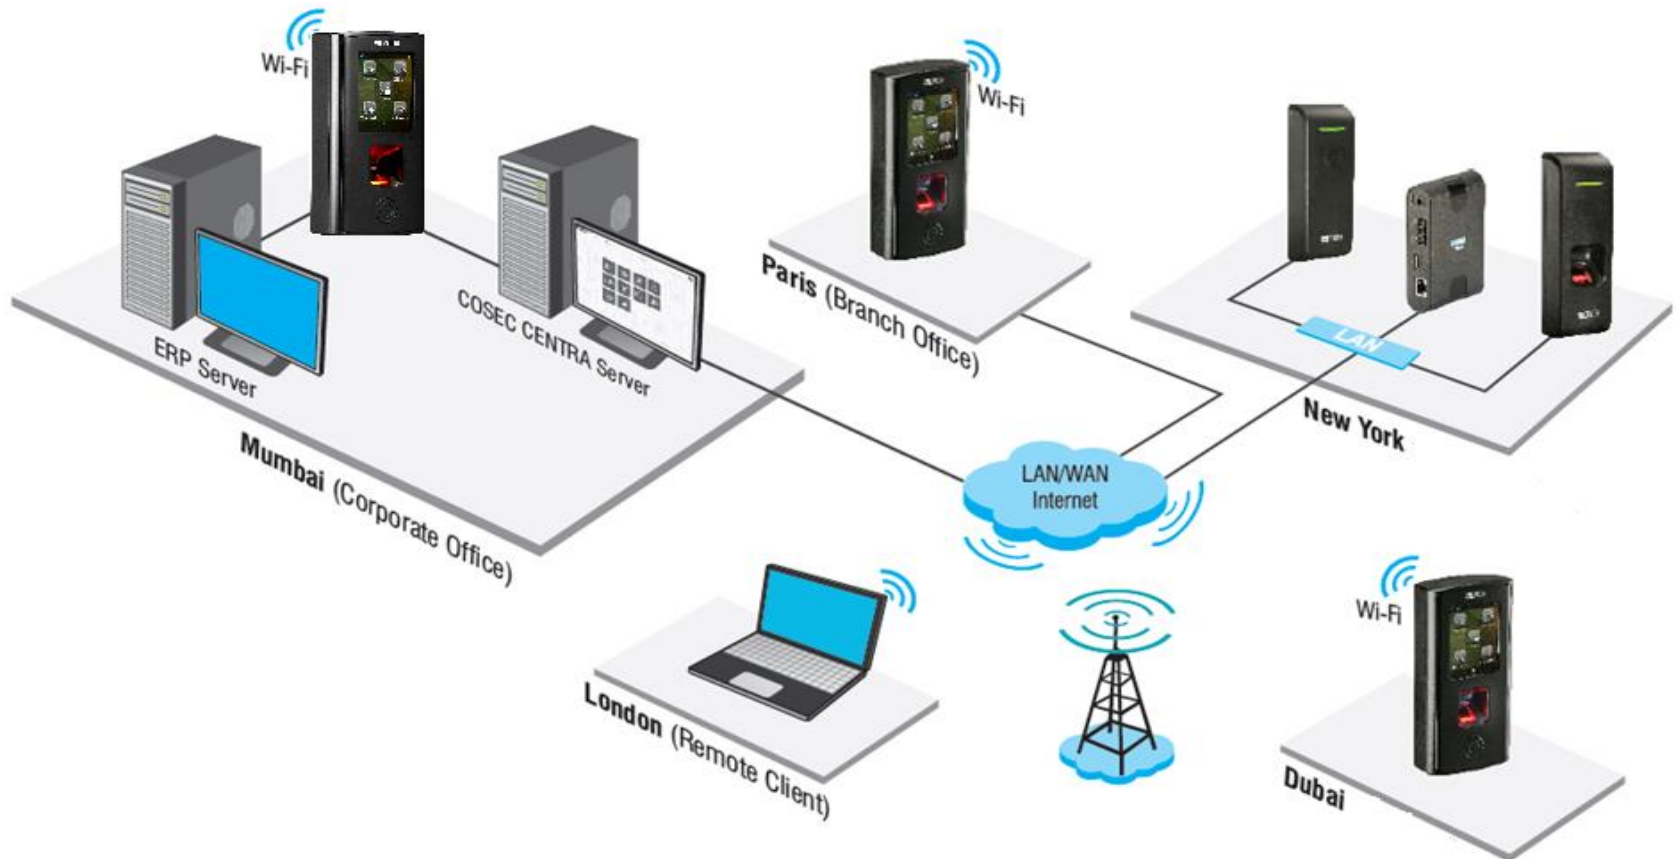 Wi-Fi
Wi-Fi
ERP Server
COSEC CENTRA Server
Mumbai (Corporate Office)
Paris (Branch Office)
LAN
New York
LAN/WAN
Internet
London (Remote Client)
Wi-Fi
Dubai